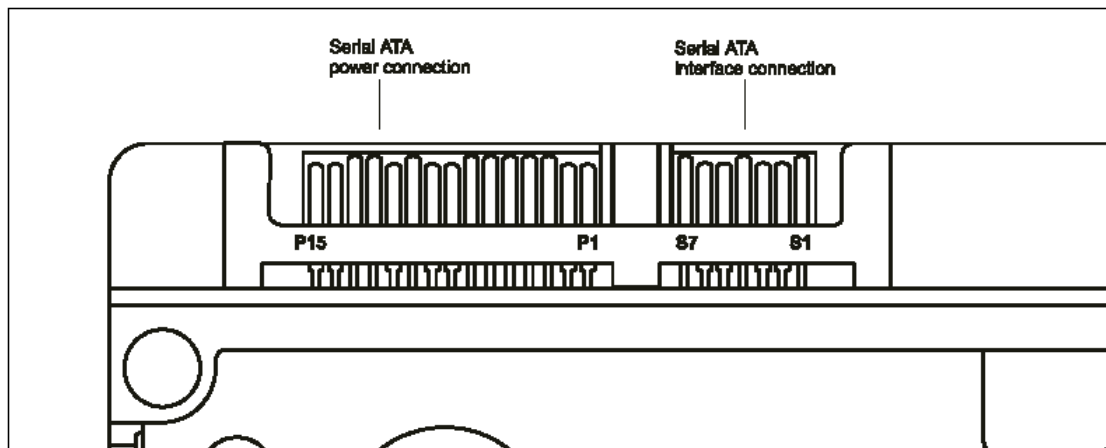 Serial ATA
power connection
Serial ATA
interface connection
P15
P1
S7
S1